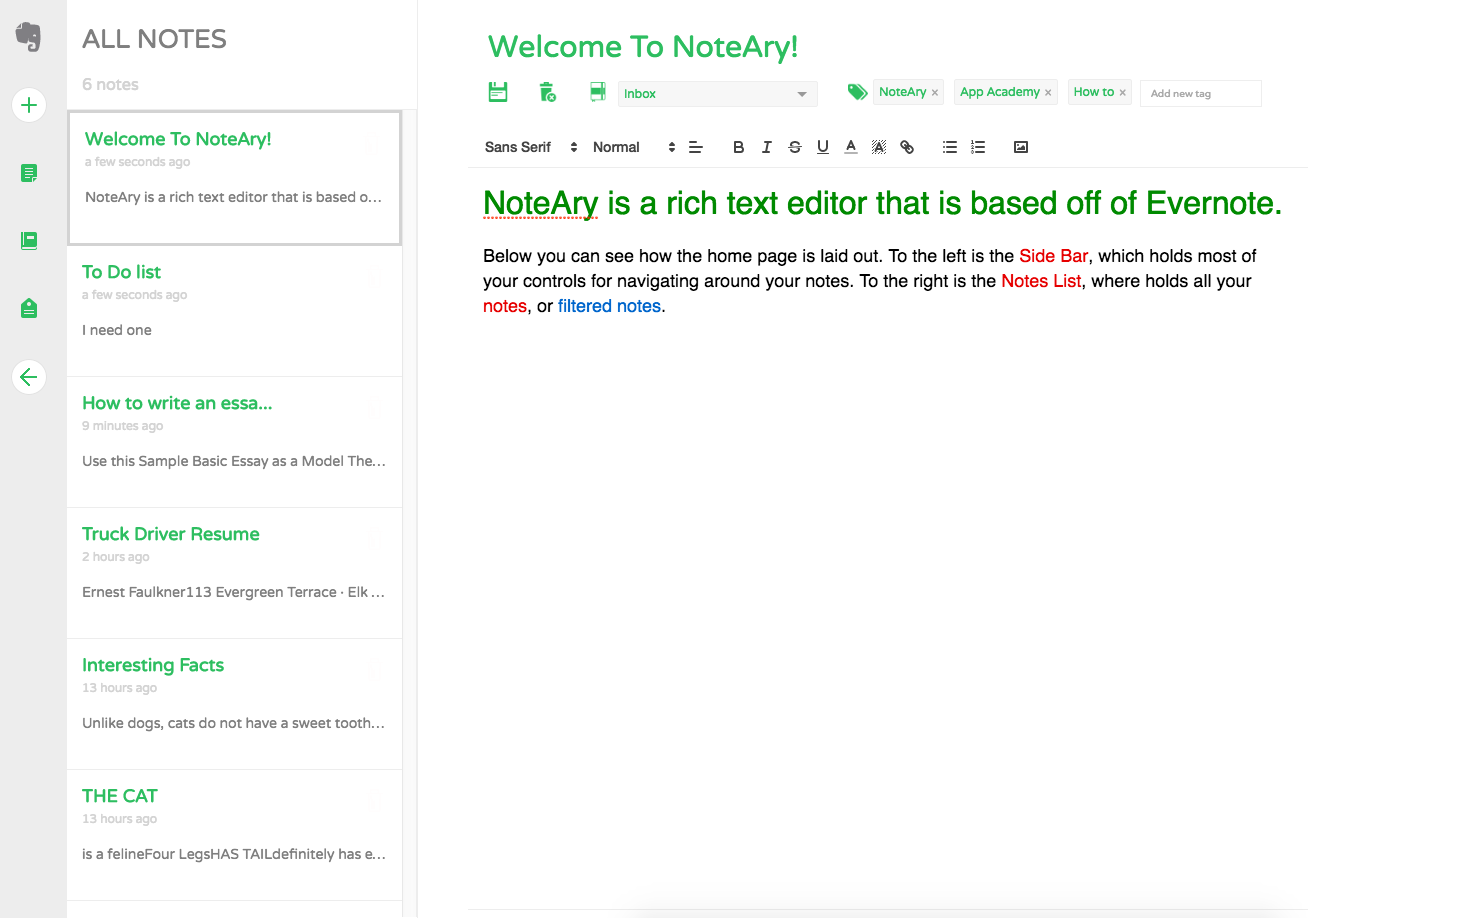 ALL NOTES
6 notes
Welcome To NoteAry!
a few seconds ago
NoteAry is a rich text editor that is based o...
To Do list
a few seconds ago
I need one
How to write an essa...
9 minutes ago
Use this Sample Basic Essay as a Model The...
Truck Driver Resume
2 hours ago
Ernest Faulkner113 Evergreen Terrace · Elk ...
Interesting Facts
13 hours ago
Unlike dogs, cats do not have a sweet tooth...
THE CAT
13 hours ago
is a felineFour LegsHAS TAILdefinitely has e...
Welcome To NoteAry!
Inbox NoteAry × App Academy × How to × Add new tag
Sans Serif Normal B I S U A A
NoteAry is a rich text editor that is based off of Evernote.
Below you can see how the home page is laid out. To the left is the Side Bar, which holds most of
your controls for navigating around your notes. To the right is the Notes List, where holds all your
notes, or filtered notes.